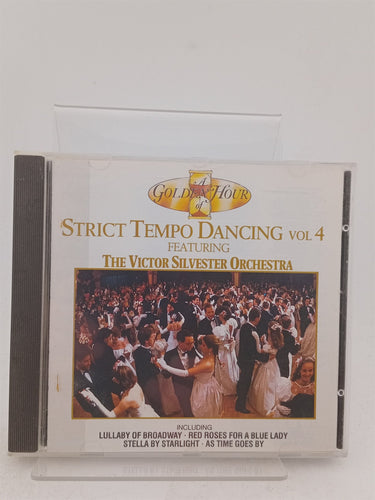 A
GOLDEN HOUR
of
STRICT TEMPO DANCING VOL 4
FEATURING
THE VICTOR SILVESTER ORCHESTRA
INCLUDING
LULLABY OF BROADWAY · RED ROSES FOR A BLUE LADY
STELLA BY STARLIGHT · AS TIME GOES BY